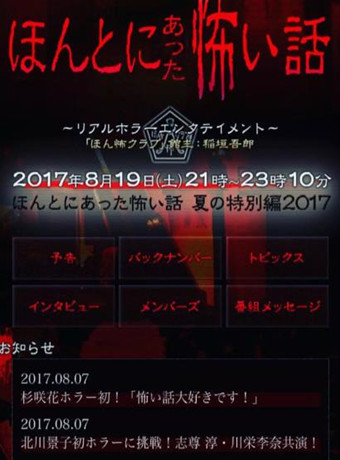 ほんとにあった怖い話
～リアルホラーエンタテイメント～
「ほん怖クラブ」館主：稲垣吾郎
2017年8月19日(土)21時~23時10分
ほんとにあった怖い話 夏の特別編2017
予告 バックナンバー トピックス
インタビュー メンバーズ 番組メッセージ
お知らせ
2017.08.07
杉咲花ホラー初！「怖い話大好きです！」
2017.08.07
北川景子初ホラーに挑戦！志尊 淳・川栄李奈共演！